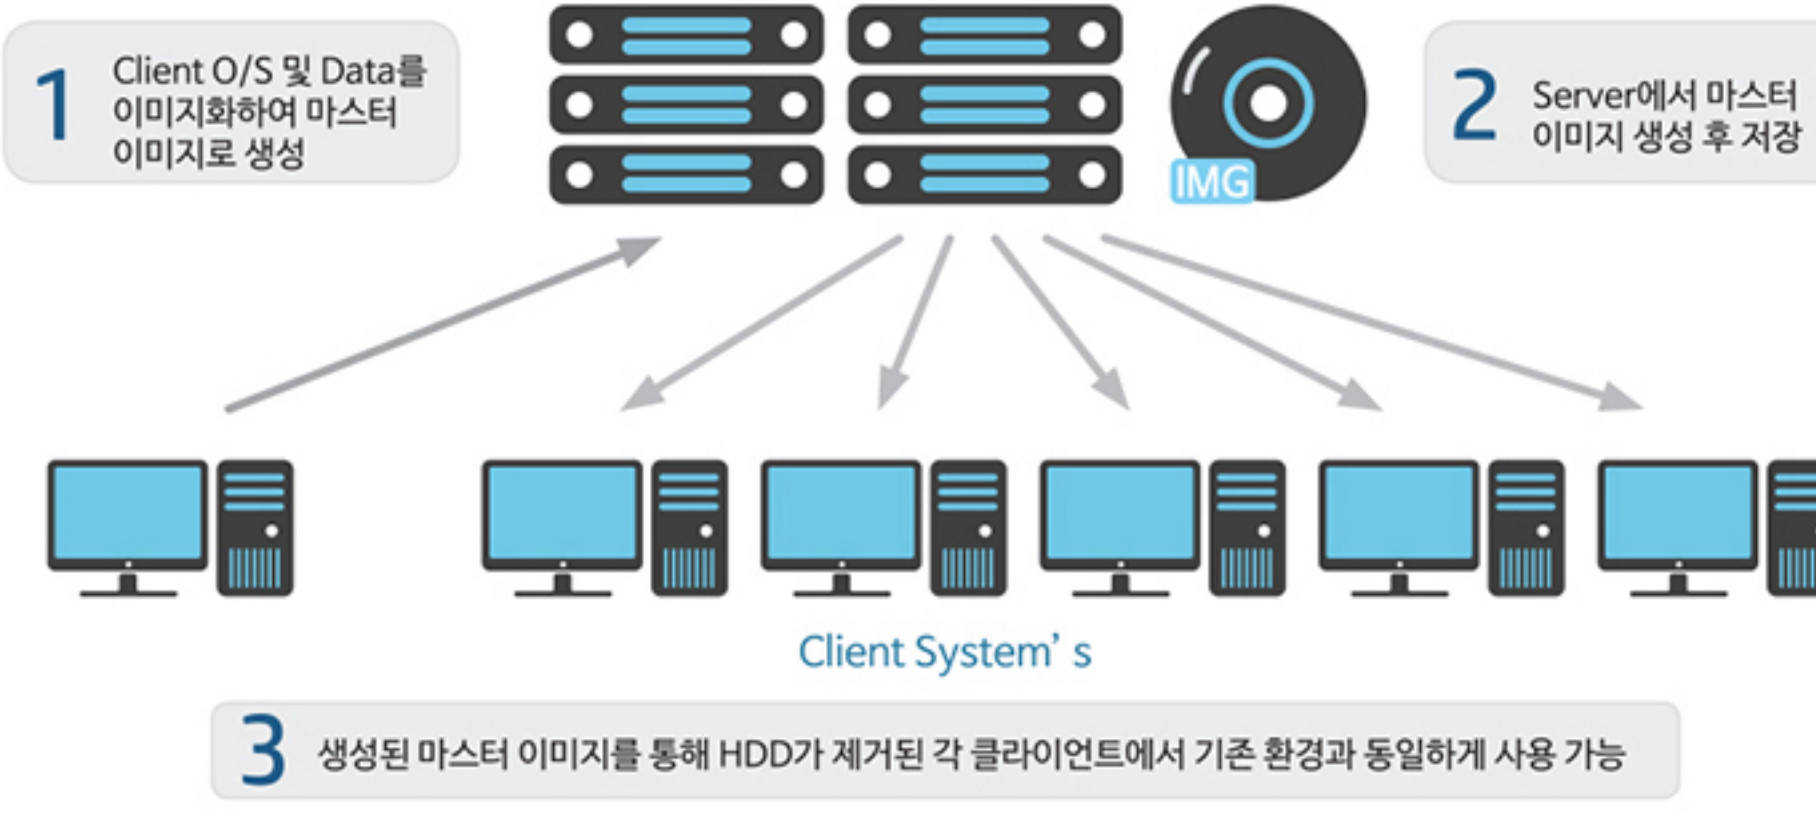 1
Client O/S 및 Data를
이미지화하여 마스터
이미지로 생성
IMG
2
Server에서 마스터
이미지 생성 후 저장
Client System’ s
3
생성된 마스터 이미지를 통해 HDD가 제거된 각 클라이언트에서 기존 환경과 동일하게 사용 가능